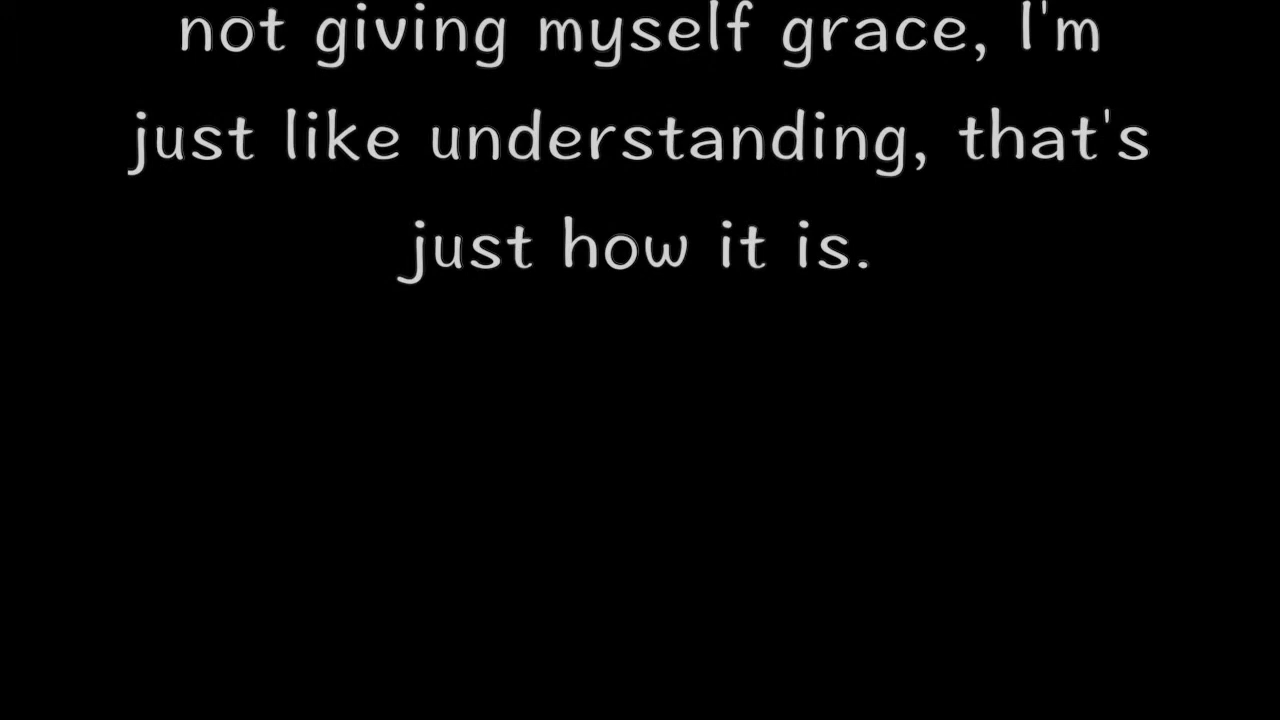 not giving myself grace, I'm
just like understanding, that's
just how it is.